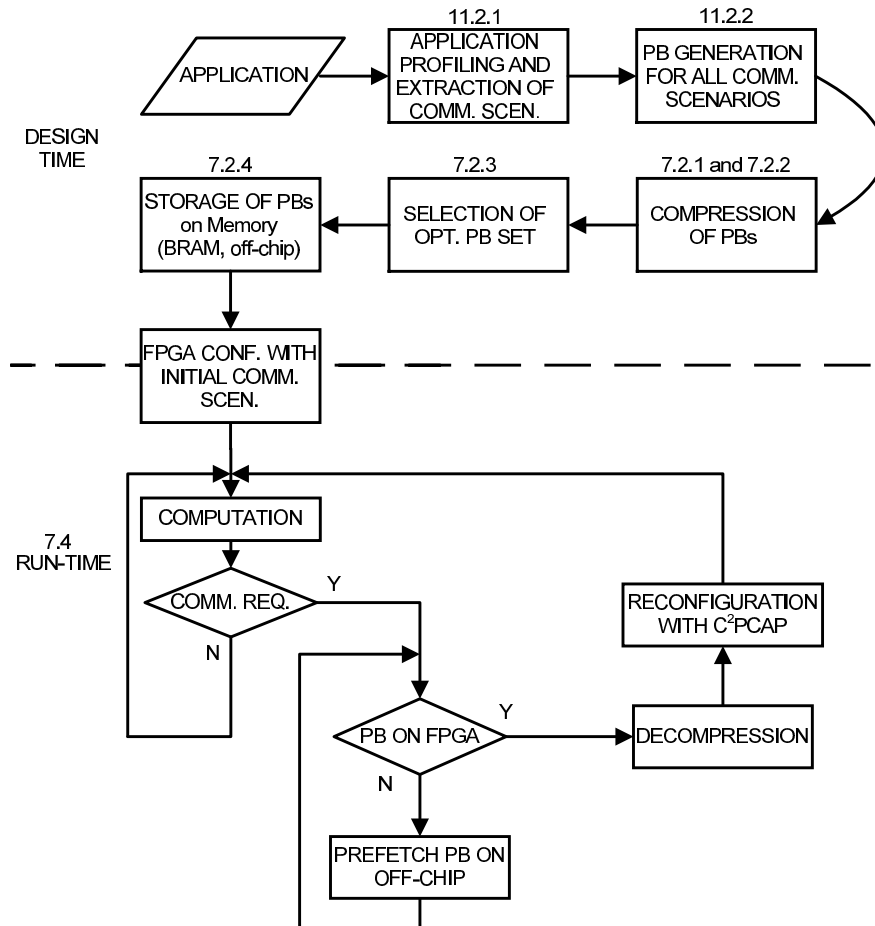 11.2.1
11.2.2
APPLICATION
APPLICATION
PROFILING AND
EXTRACTION OF
COMM. SCEN.
PB GENERATION
FOR ALL COMM.
SCENARIOS
DESIGN
TIME
7.2.4
7.2.3
7.2.1 and 7.2.2
STORAGE OF PBs
on Memory
(BRAM, off-chip)
SELECTION OF
OPT. PB SET
COMPRESSION
OF PBs
FPGA CONF. WITH
INITIAL COMM.
SCEN.
7.4
RUN-TIME
COMPUTATION
COMM. REQ.
Y
N
RECONFIGURATION
WITH C²PCAP
PB ON FPGA
Y
N
DECOMPRESSION
PREFETCH PB ON
OFF-CHIP